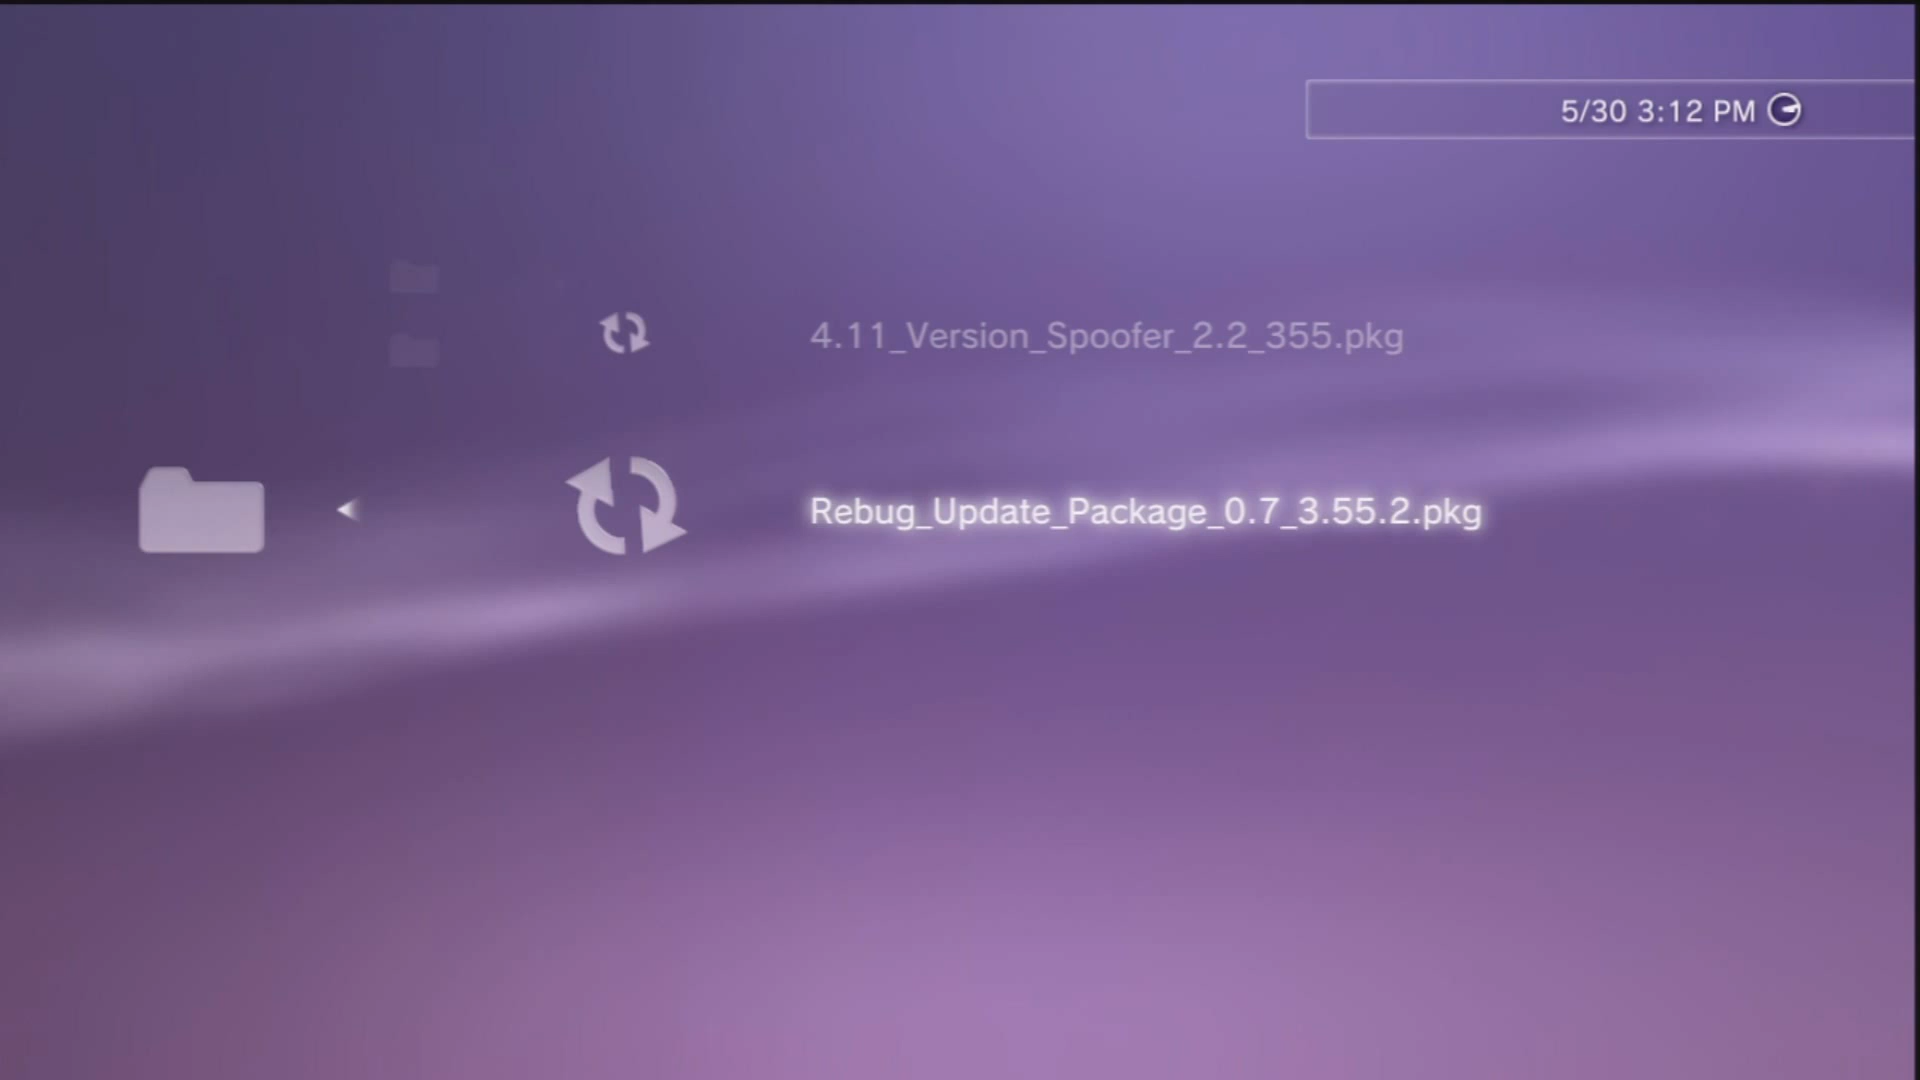 5/30 3:12 PM
4.11_Version_Spoofer_2.2_355.pkg
Rebug_Update_Package_0.7_3.55.2.pkg